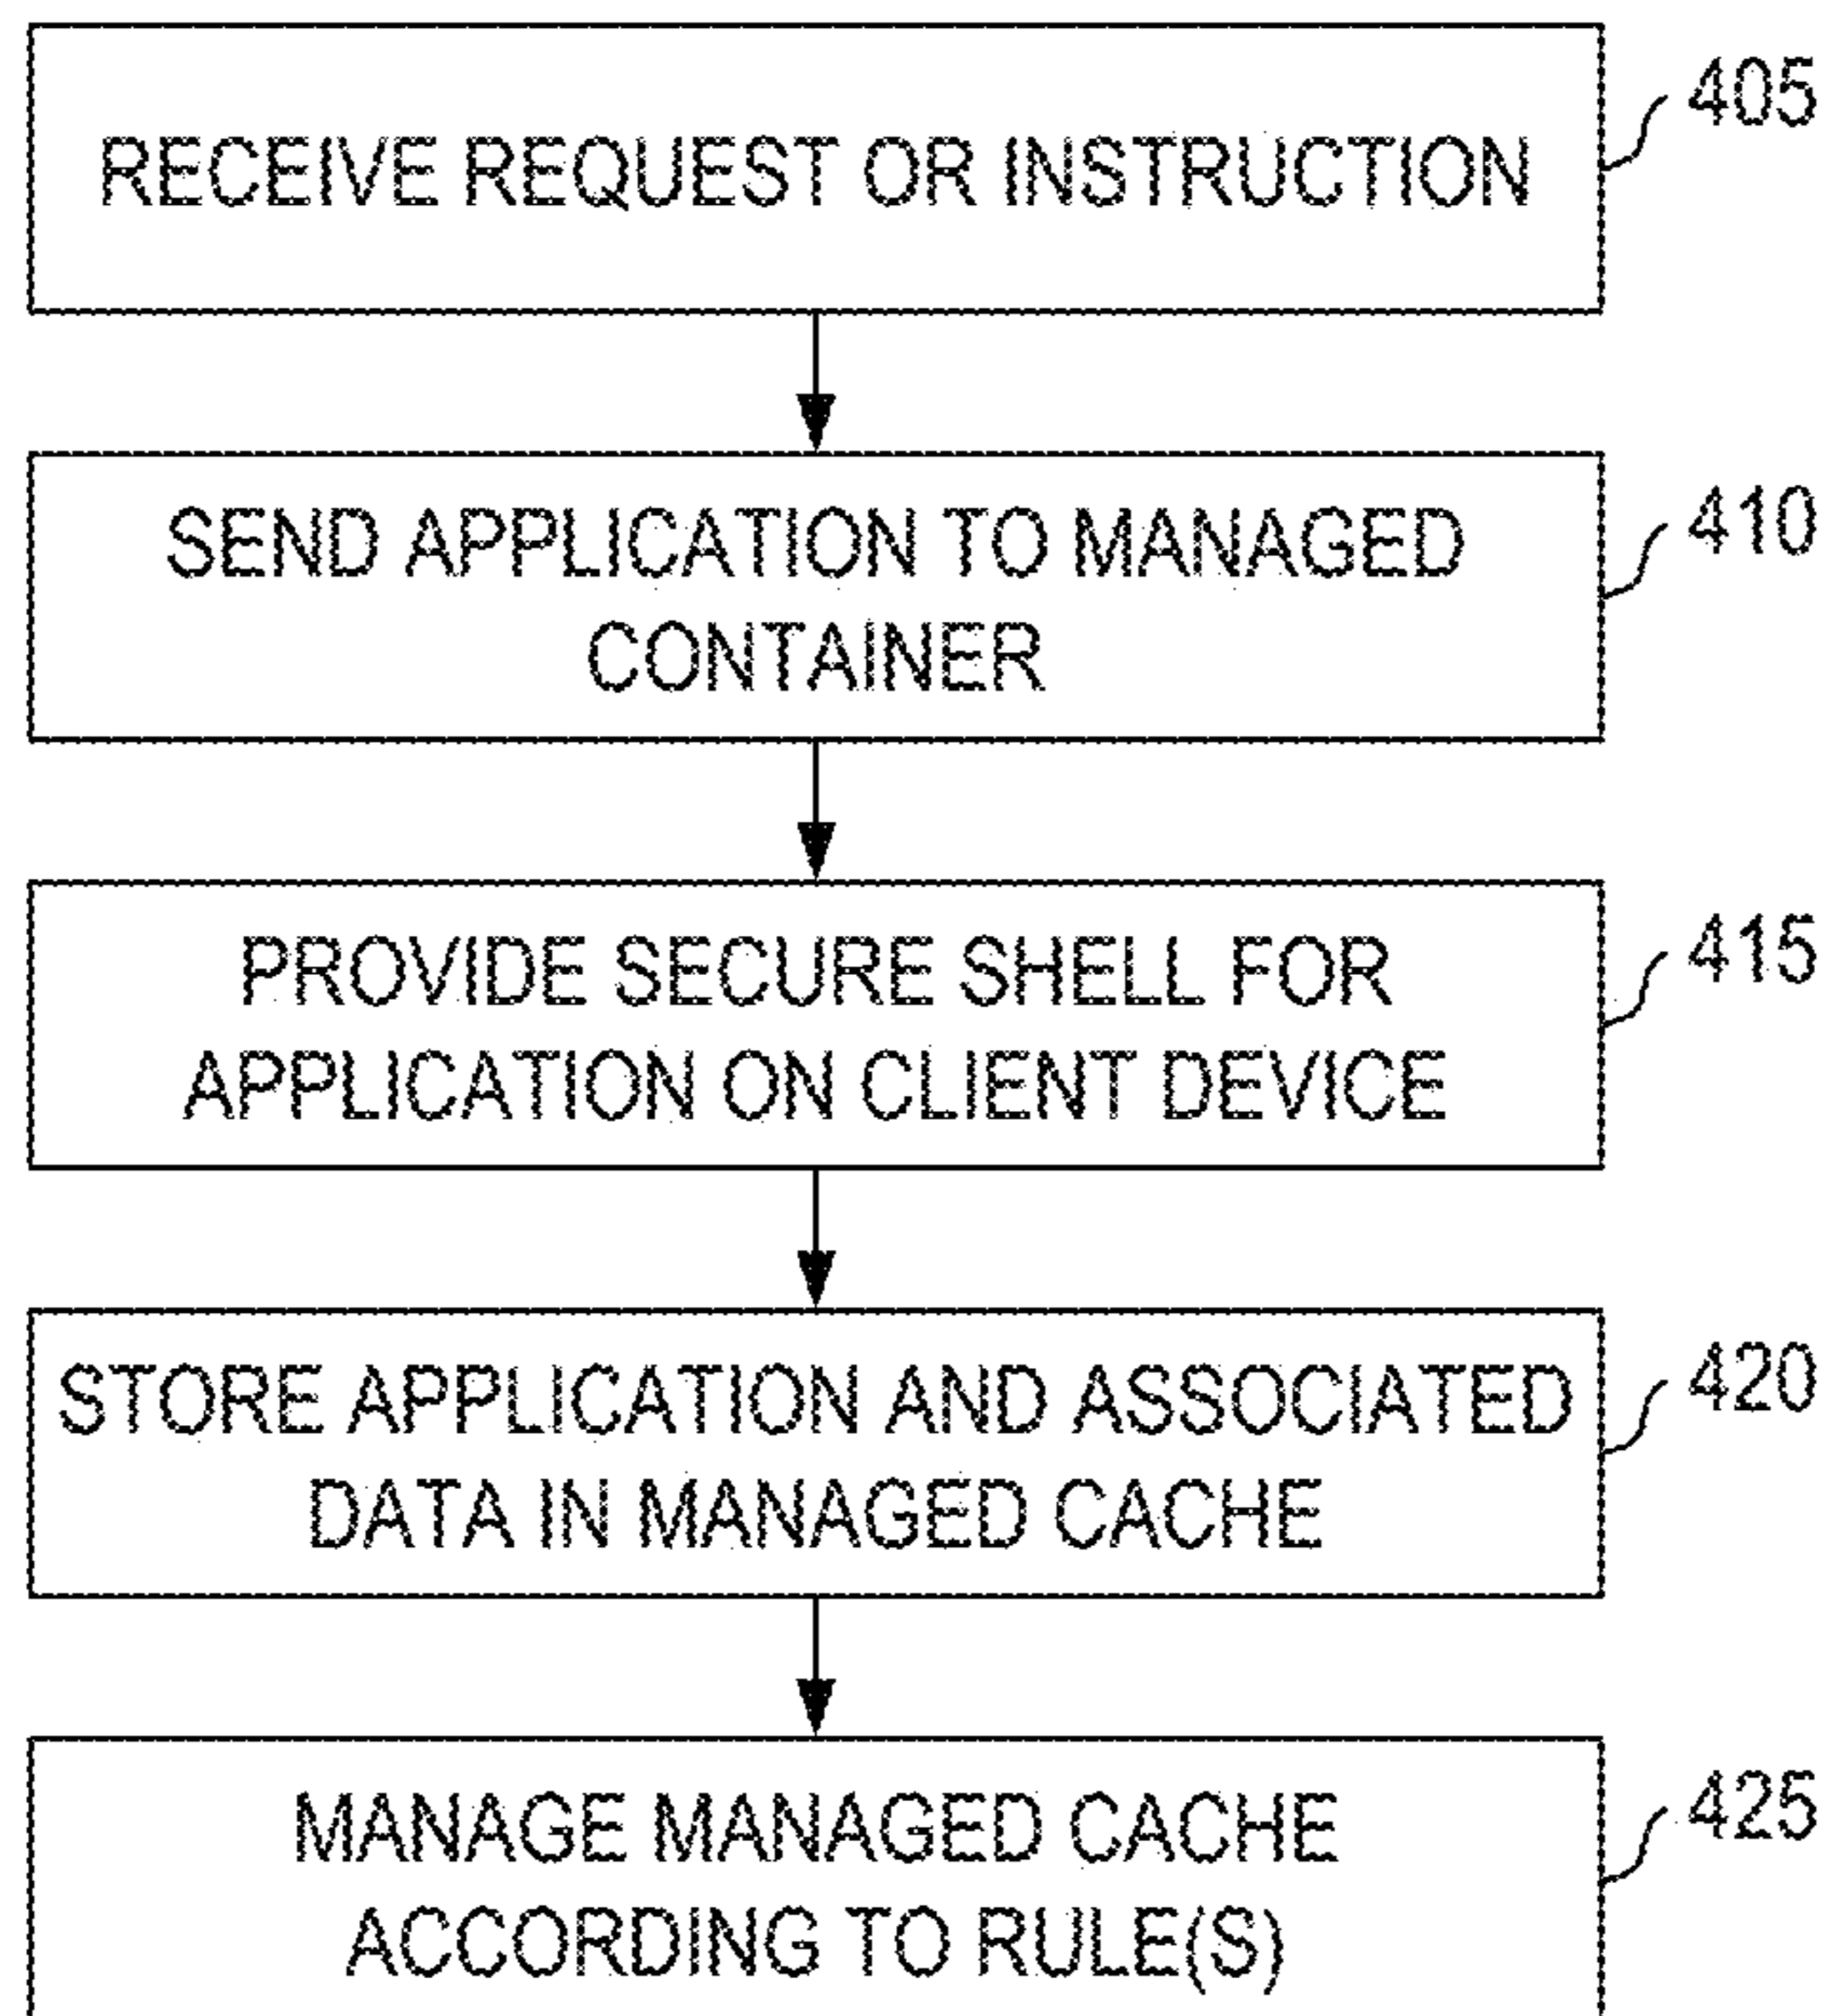 RECEIVE REQUEST OR INSTRUCTION
405
SEND APPLICATION TO MANAGED
CONTAINER
410
PROVIDE SECURE SHELL FOR
APPLICATION ON CLIENT DEVICE
415
STORE APPLICATION AND ASSOCIATED
DATA IN MANAGED CACHE
420
MANAGE MANAGED CACHE
ACCORDING TO RULE(S)
425